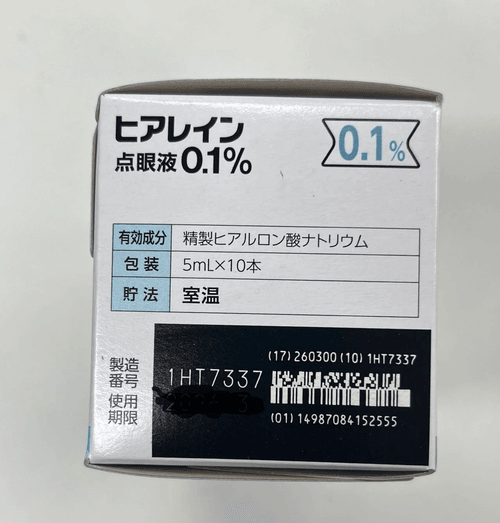 ヒアレイン
点眼液0.1%
0.1%
有効成分 精製ヒアルロン酸ナトリウム
包装 5mL×10本
貯法 室温
(17) 260300 (10) 1HT7337
製造番号 1HT7337
使用期限
(01) 14987084152555